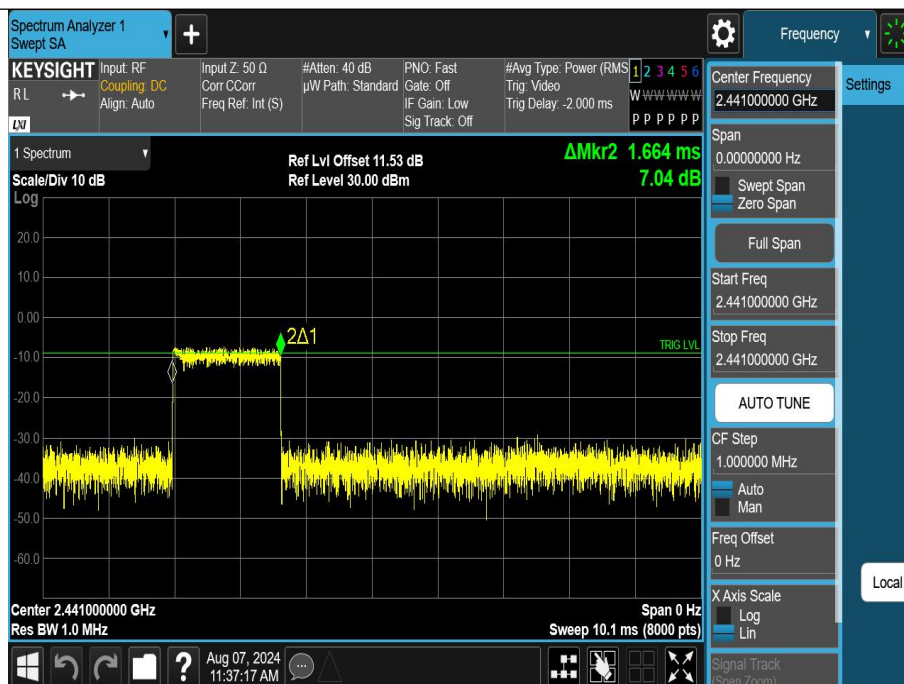 Spectrum Analyzer 1
Swept SA
+
Frequency
KEYSIGHT
R L
LXI
Input: RF
Coupling: DC
Align: Auto
Input Z: 50 Ω
Corr CCorr
Freq Ref: Int (S)
#Atten: 40 dB
µW Path: Standard
PNO: Fast
Gate: Off
IF Gain: Low
Sig Track: Off
#Avg Type: Power (RMS
Trig: Video
Trig Delay: -2.000 ms
1 2 3 4 5 6
W W W W W W
P P P P P P
1 Spectrum
Scale/Div 10 dB
Log
Ref Lvl Offset 11.53 dB
Ref Level 30.00 dBm
ΔMkr2 1.664 ms
7.04 dB
20.0
10.0
0.00
-10.0
-20.0
-30.0
-40.0
-50.0
-60.0
2Δ1
TRIG LVL
Center 2.441000000 GHz
Res BW 1.0 MHz
Span 0 Hz
Sweep 10.1 ms (8000 pts)
?
Aug 07, 2024
11:37:17 AM
Center Frequency
2.441000000 GHz
Span
0.00000000 Hz
Swept Span
Zero Span
Full Span
Start Freq
2.441000000 GHz
Stop Freq
2.441000000 GHz
AUTO TUNE
CF Step
1.000000 MHz
Auto
Man
Freq Offset
0 Hz
X Axis Scale
Log
Lin
Signal Track
(Span Zoom)
Settings
Local